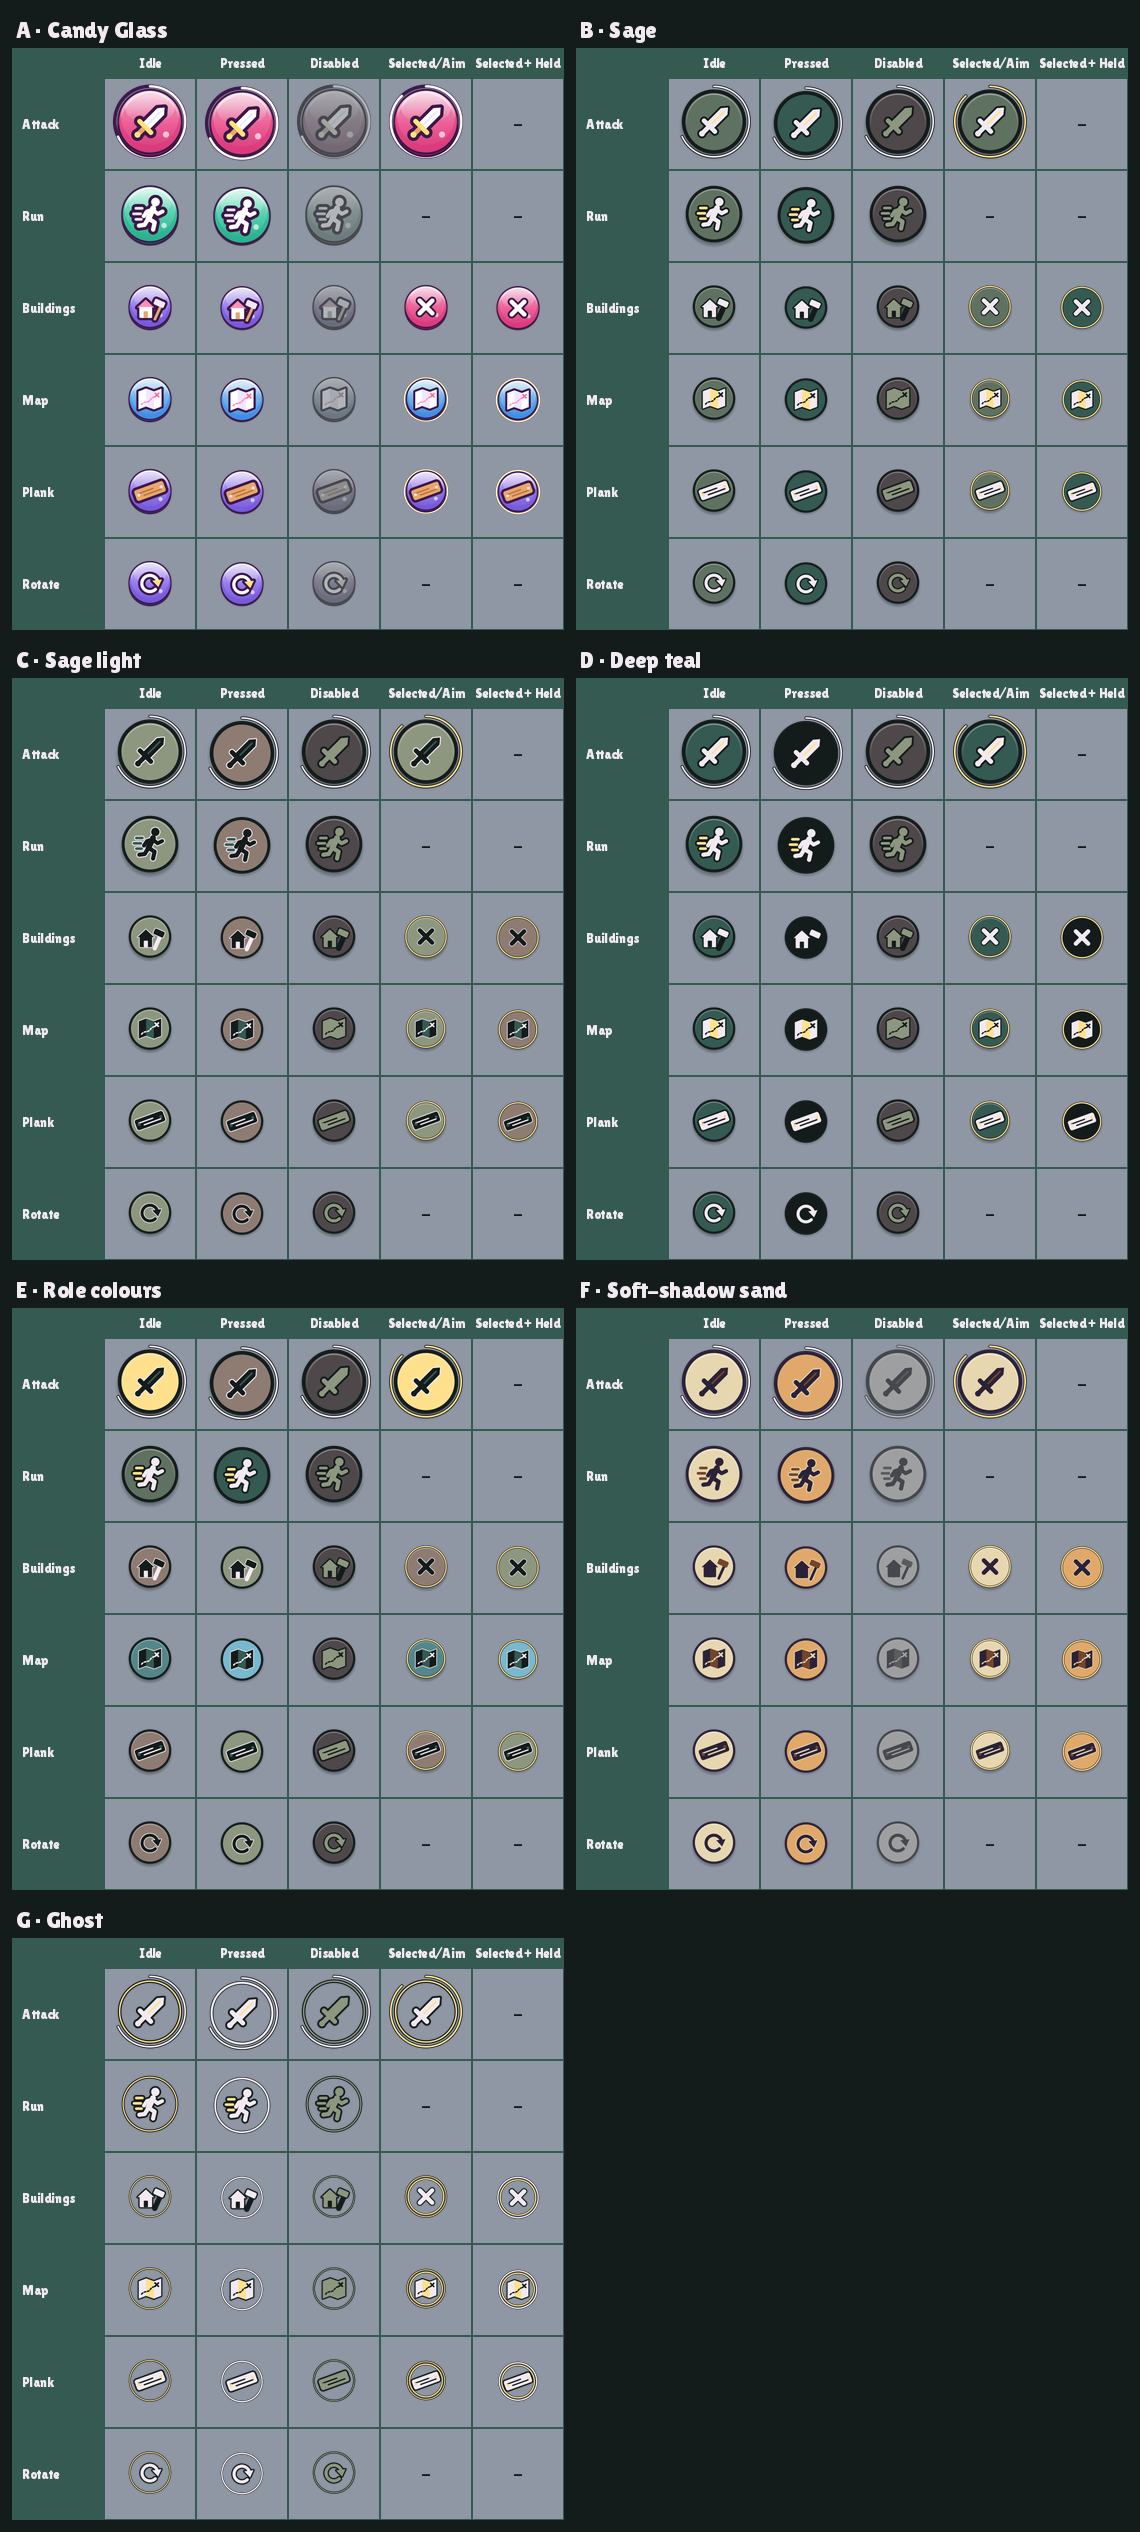 A · Candy Glass
Idle Pressed Disabled Selected/Aim Selected + Held
Attack –
Run – –
Buildings
Map
Plank
Rotate – –
B · Sage
Idle Pressed Disabled Selected/Aim Selected + Held
Attack –
Run – –
Buildings
Map
Plank
Rotate – –
C · Sage light
Idle Pressed Disabled Selected/Aim Selected + Held
Attack –
Run – –
Buildings
Map
Plank
Rotate – –
D · Deep teal
Idle Pressed Disabled Selected/Aim Selected + Held
Attack –
Run – –
Buildings
Map
Plank
Rotate – –
E · Role colours
Idle Pressed Disabled Selected/Aim Selected + Held
Attack –
Run – –
Buildings
Map
Plank
Rotate – –
F · Soft-shadow sand
Idle Pressed Disabled Selected/Aim Selected + Held
Attack –
Run – –
Buildings
Map
Plank
Rotate – –
G · Ghost
Idle Pressed Disabled Selected/Aim Selected + Held
Attack –
Run – –
Buildings
Map
Plank
Rotate – –